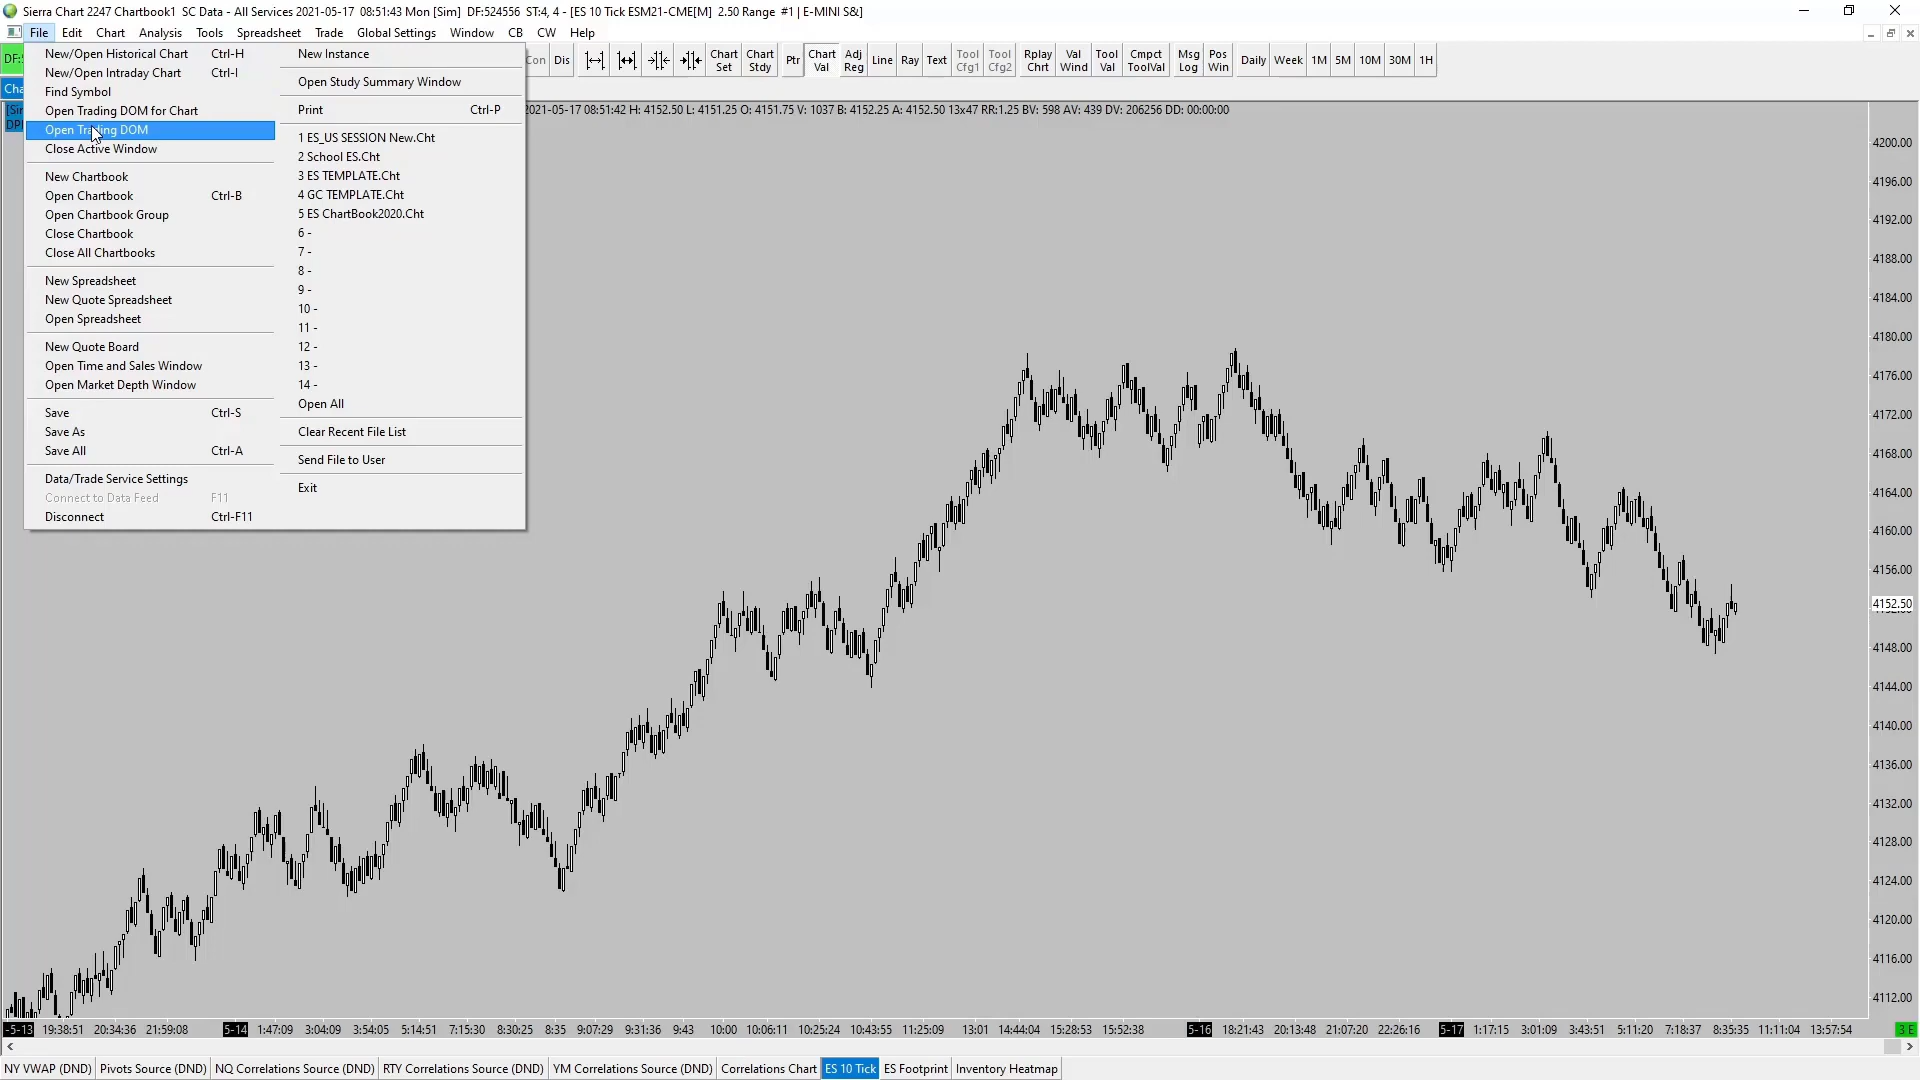 Sierra Chart 2247 Chartbook1 SC Data - All Services 2021-05-17 08:51:43 Mon [Sim] DF:524556 ST:4, 4 - [ES 10 Tick ESM21-CME[M] 2.50 Range #1 | E-MINI S&]
File Edit Chart Analysis Tools Spreadsheet Trade Global Settings Window CB CW Help
Dis Chart Set Chart Stdy Ptr Chart Val Adj Reg Line Ray Text Tool Cfg1 Tool Cfg2 Rplay Chrt Val Wind Tool Val Cmpct ToolVal Msg Log Pos Win Daily Week 1M 5M 10M 30M 1H
2021-05-17 08:51:42 H: 4152.50 L: 4151.25 O: 4151.75 V: 1037 B: 4152.25 A: 4152.50 13x47 RR:1.25 BV: 598 AV: 439 DV: 206256 DD: 00:00:00
New/Open Historical Chart Ctrl-H
New/Open Intraday Chart Ctrl-I
Find Symbol
Open Trading DOM for Chart
Open Trading DOM
Close Active Window
New Chartbook
Open Chartbook Ctrl-B
Open Chartbook Group
Close Chartbook
Close All Chartbooks
New Spreadsheet
New Quote Spreadsheet
Open Spreadsheet
New Quote Board
Open Time and Sales Window
Open Market Depth Window
Save Ctrl-S
Save As
Save All Ctrl-A
Data/Trade Service Settings
Connect to Data Feed F11
Disconnect Ctrl-F11
New Instance
Open Study Summary Window
Print Ctrl-P
1 ES_US SESSION New.Cht
2 School ES.Cht
3 ES TEMPLATE.Cht
4 GC TEMPLATE.Cht
5 ES ChartBook2020.Cht
6 -
7 -
8 -
9 -
10 -
11 -
12 -
13 -
14 -
Open All
Clear Recent File List
Send File to User
Exit
4200.00
4196.00
4192.00
4188.00
4184.00
4180.00
4176.00
4172.00
4168.00
4164.00
4160.00
4156.00
4152.50
4148.00
4144.00
4140.00
4136.00
4132.00
4128.00
4124.00
4120.00
4116.00
4112.00
-5-13 19:38:51 20:34:36 21:59:08 5-14 1:47:09 3:04:09 3:54:05 5:14:51 7:15:30 8:30:25 8:35 9:07:29 9:31:36 9:43 10:00 10:06:11 10:25:24 10:43:55 11:25:09 13:01 14:44:04 15:28:53 15:52:38 5-16 18:21:43 20:13:48 21:07:20 22:26:16 5-17 1:17:15 3:01:09 3:43:51 5:11:20 7:18:37 8:35:35 11:11:04 13:57:54 3 E
NY VWAP (DND) Pivots Source (DND) NQ Correlations Source (DND) RTY Correlations Source (DND) YM Correlations Source (DND) Correlations Chart ES 10 Tick ES Footprint Inventory Heatmap